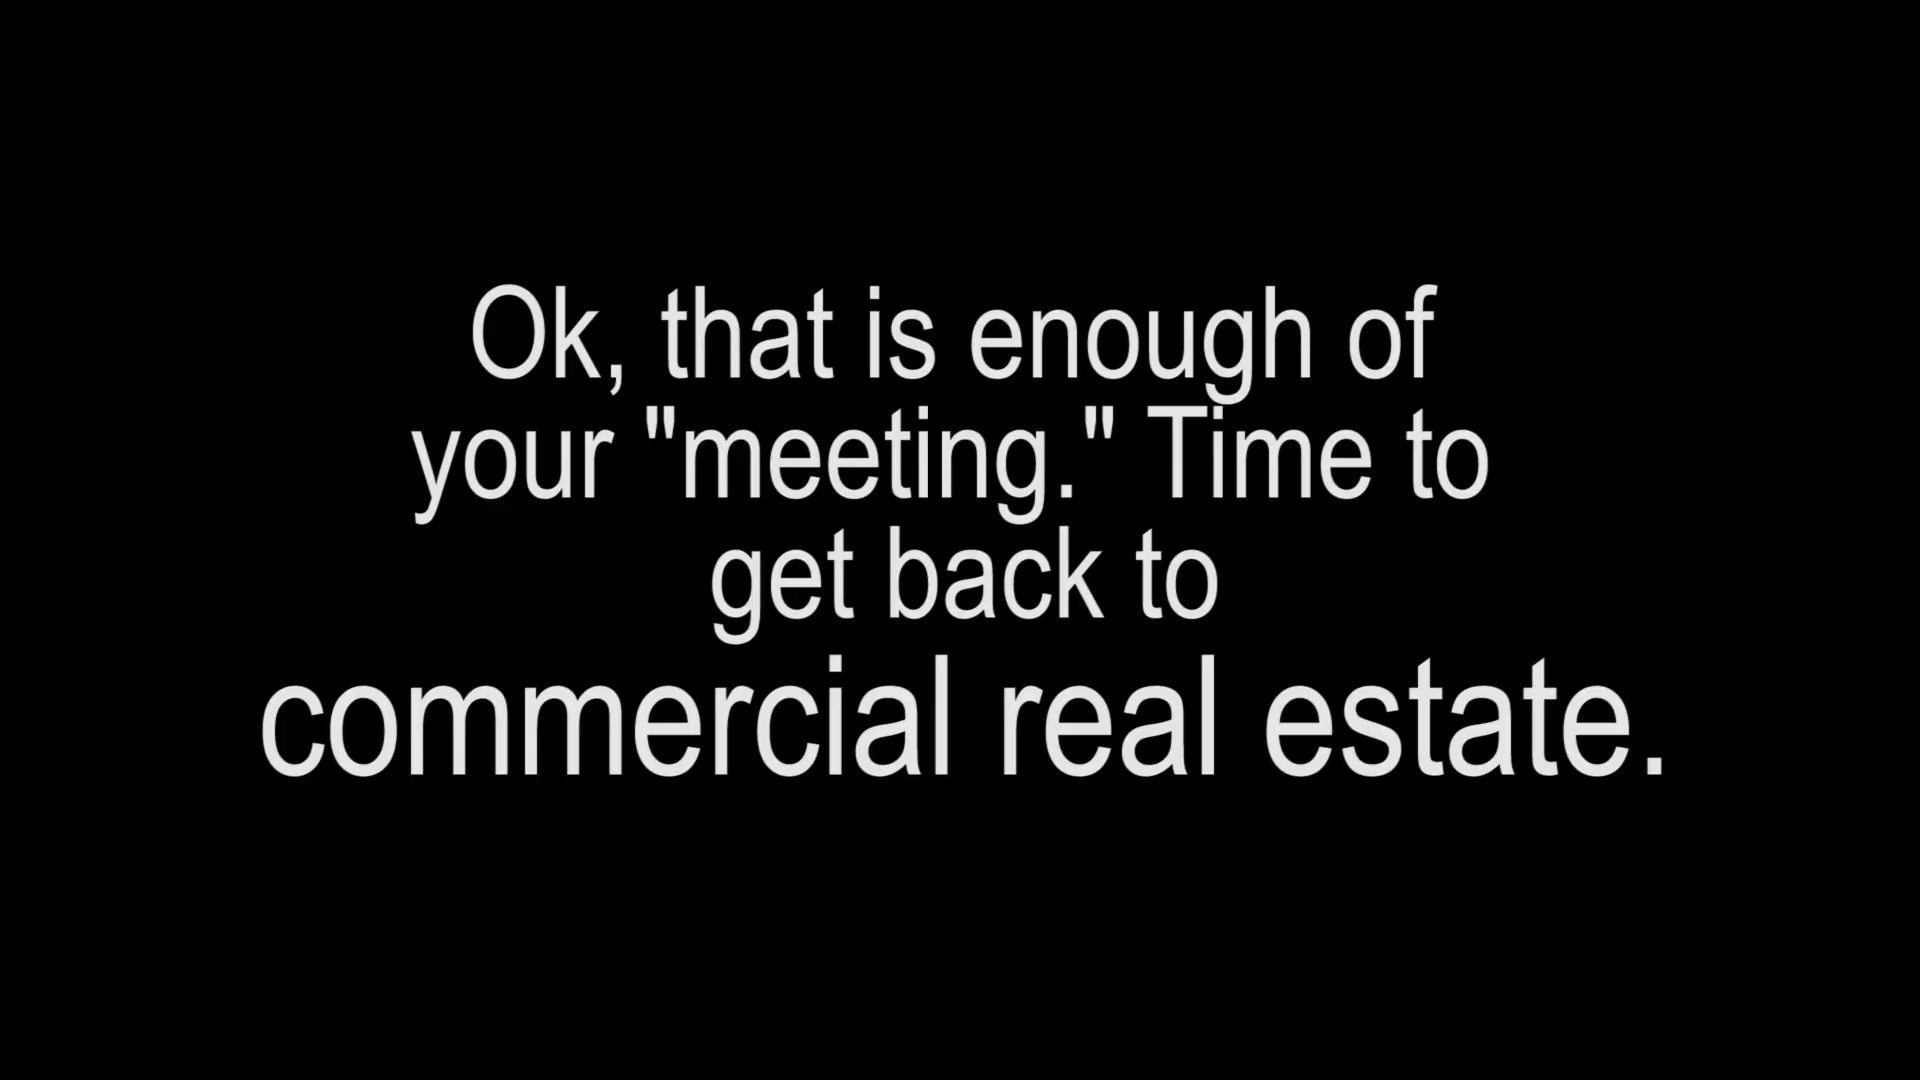 Ok, that is enough of
your "meeting." Time to
get back to
commercial real estate.